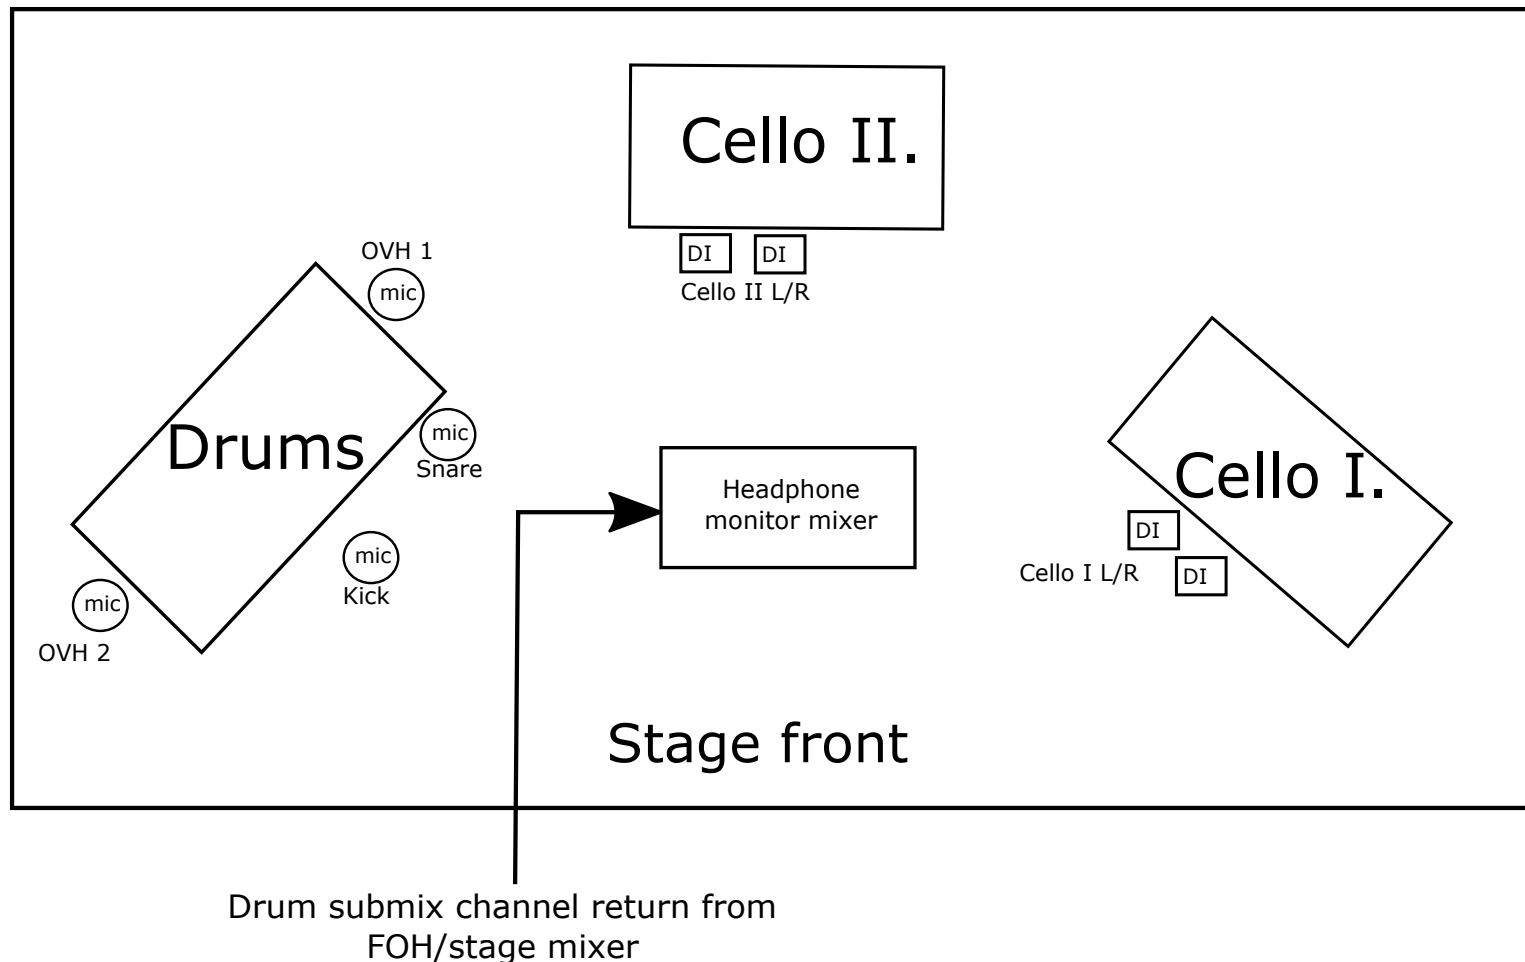 Cello II.
DI DI
Cello II L/R
OVH 1
mic
Drums
mic
Snare
Headphone
monitor mixer
Cello I.
DI
DI
Cello I L/R
mic
Kick
mic
OVH 2
Stage front
Drum submix channel return from
FOH/stage mixer